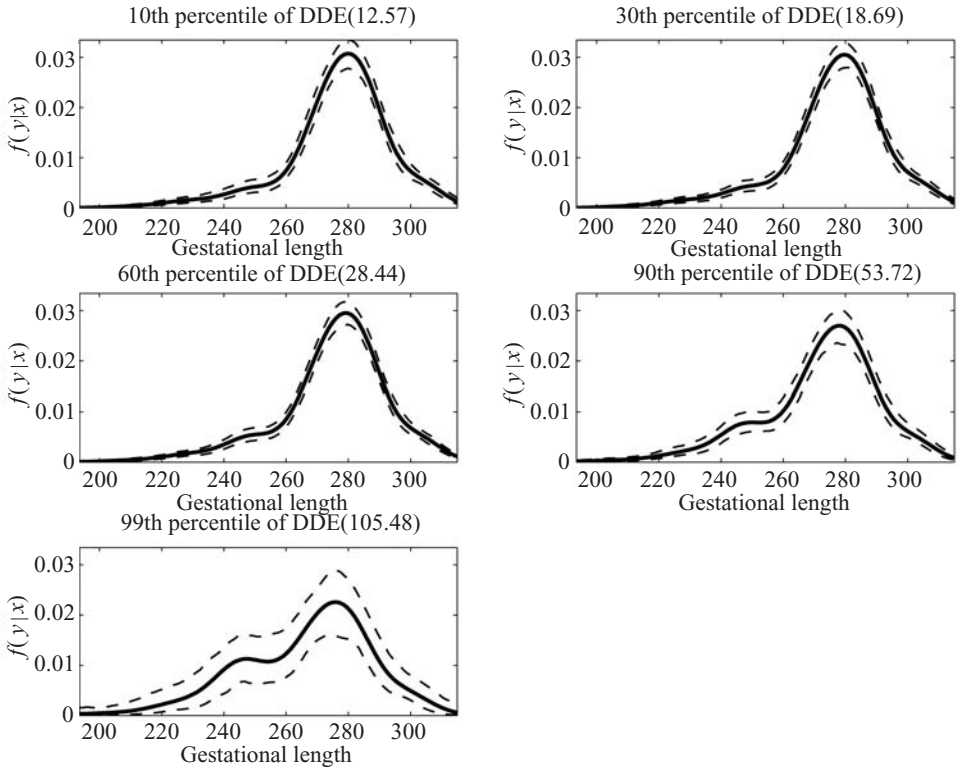 10th percentile of DDE(12.57)
0.03
0.02
0.01
0
f(y|x)
200 220 240 260 280 300
Gestational length
30th percentile of DDE(18.69)
0.03
0.02
0.01
0
f(y|x)
200 220 240 260 280 300
Gestational length
60th percentile of DDE(28.44)
0.03
0.02
0.01
0
f(y|x)
200 220 240 260 280 300
Gestational length
90th percentile of DDE(53.72)
0.03
0.02
0.01
0
f(y|x)
200 220 240 260 280 300
Gestational length
99th percentile of DDE(105.48)
0.03
0.02
0.01
0
f(y|x)
200 220 240 260 280 300
Gestational length